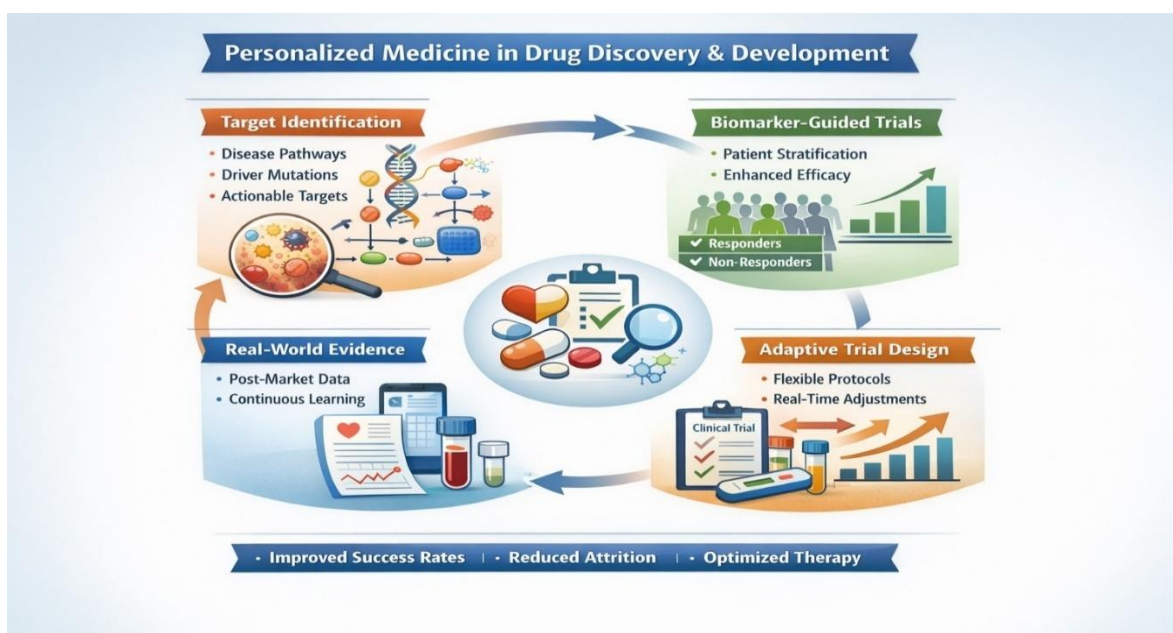 Personalized Medicine in Drug Discovery & Development
Target Identification
• Disease Pathways
• Driver Mutations
• Actionable Targets
Biomarker-Guided Trials
• Patient Stratification
• Enhanced Efficacy
✓ Responders
✓ Non-Responders
Real-World Evidence
• Post-Market Data
• Continuous Learning
Adaptive Trial Design
• Flexible Protocols
• Real-Time Adjustments
Clinical Trial
• Improved Success Rates | • Reduced Attrition | • Optimized Therapy